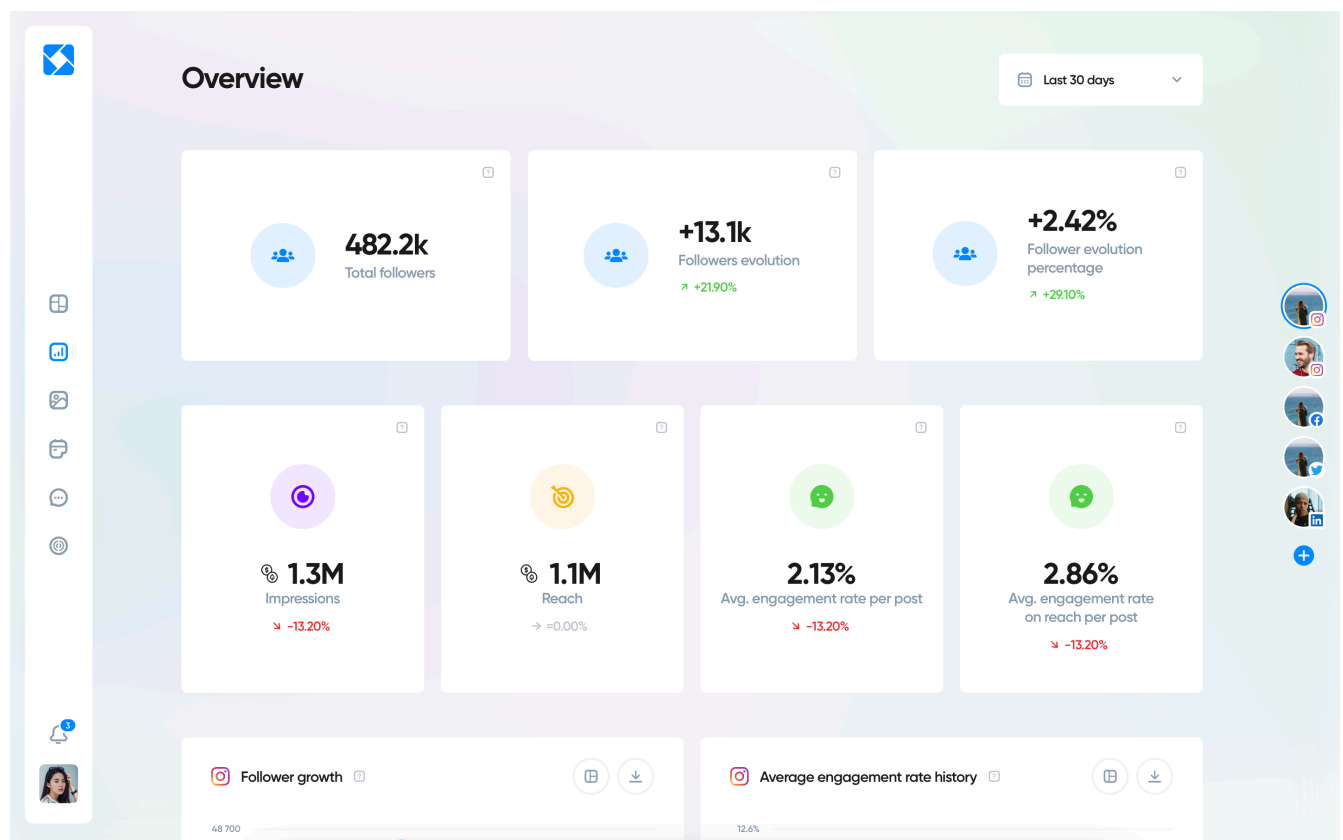 Overview
Last 30 days
482.2k
Total followers
+13.1k
Followers evolution
+21.90%
+2.42%
Follower evolution
percentage
+29.10%
1.3M
Impressions
-13.20%
1.1M
Reach
=0.00%
2.13%
Avg. engagement rate per post
-13.20%
2.86%
Avg. engagement rate
on reach per post
-13.20%
3
Follower growth
48 700
Average engagement rate history
12.6%